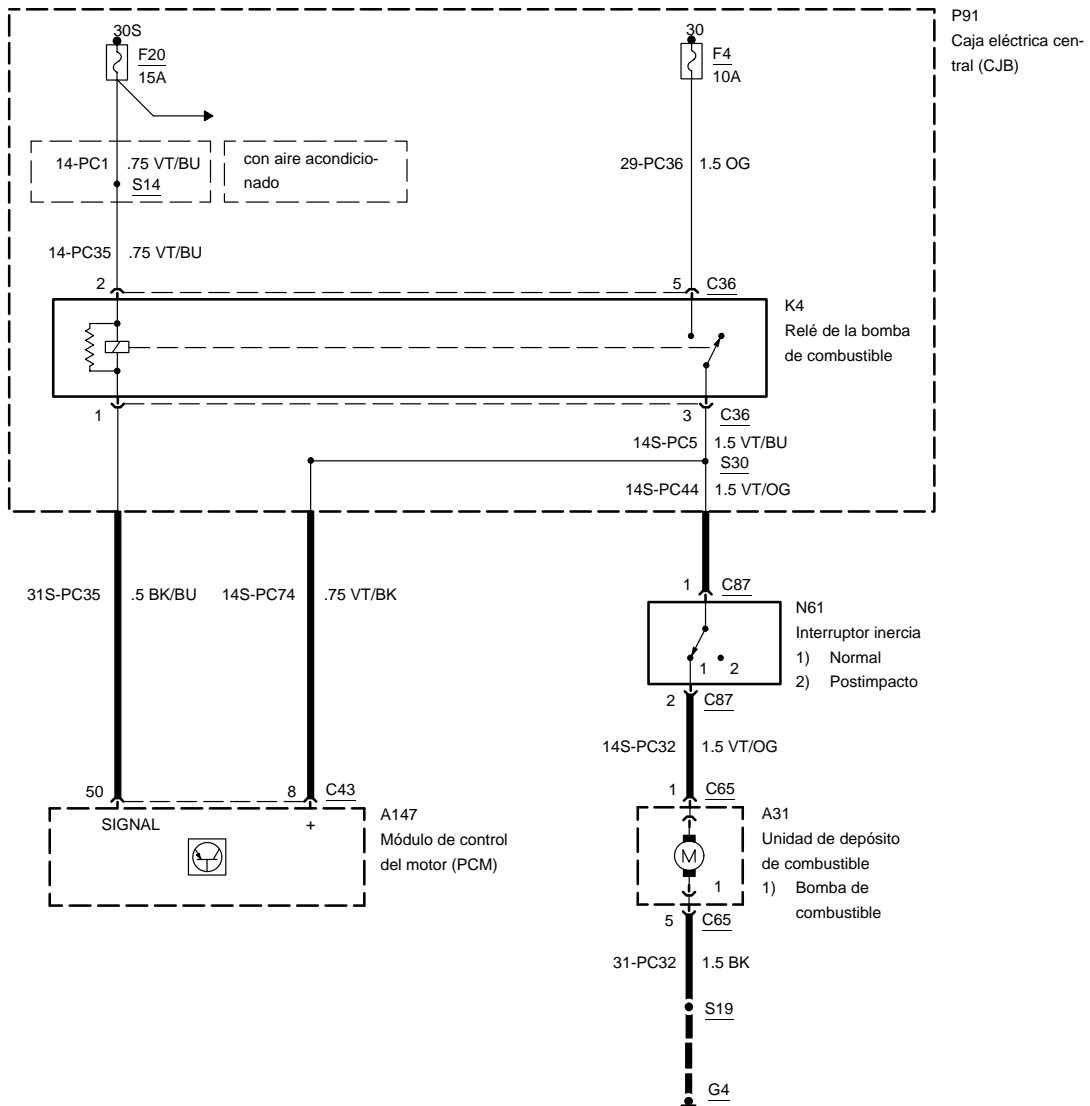 P91
Caja eléctrica cen-
tral (CJB)
30S
F20
15A
30
F4
10A
14-PC1 .75 VT/BU
S14
con aire acondicio-
nado
29-PC36 1.5 OG
14-PC35 .75 VT/BU
2
5 C36
K4
Relé de la bomba
de combustible
1
3 C36
14S-PC5 1.5 VT/BU
S30
14S-PC44 1.5 VT/OG
31S-PC35 .5 BK/BU
14S-PC74 .75 VT/BK
1 C87
N61
Interruptor inercia
1) Normal
2) Postimpacto
1 2
2 C87
14S-PC32 1.5 VT/OG
50
8 C43
SIGNAL
+
A147
Módulo de control
del motor (PCM)
1 C65
A31
Unidad de depósito
de combustible
1) Bomba de
combustible
M
1
5 C65
31-PC32 1.5 BK
S19
G4